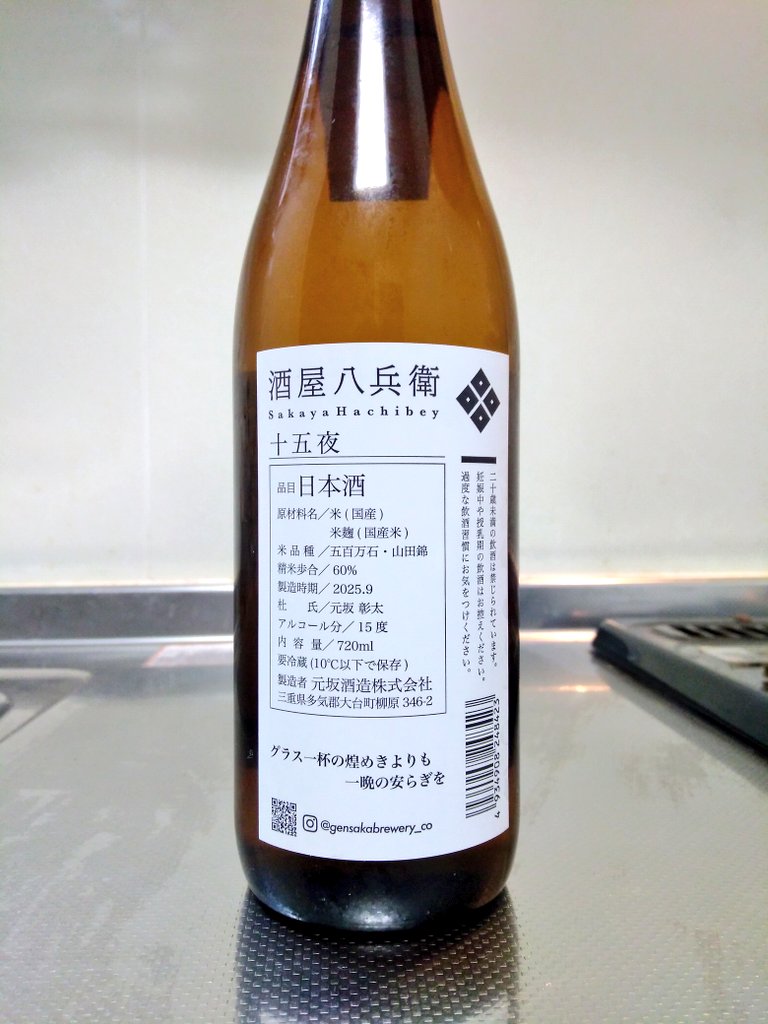 酒屋八兵衛
SakayaHachibey
十五夜
品目日本酒
原材料名／米(国産)
米麹(国産米)
米品種／五百万石・山田錦
精米歩合／60%
製造時期／2025.9
杜　氏／元坂 彰太
アルコール分／15度
内容量／720ml
要冷蔵(10℃以下で保存)
製造者 元坂酒造株式会社
三重県多気郡大台町柳原 346-2
二十歳未満の飲酒は禁じられています。
妊娠中や授乳期の飲酒はお控えください。
過度な飲酒習慣にお気をつけください。
グラス一杯の煌めきよりも
一晩の安らぎを
@gensakabrewery_co
4 934908 248423